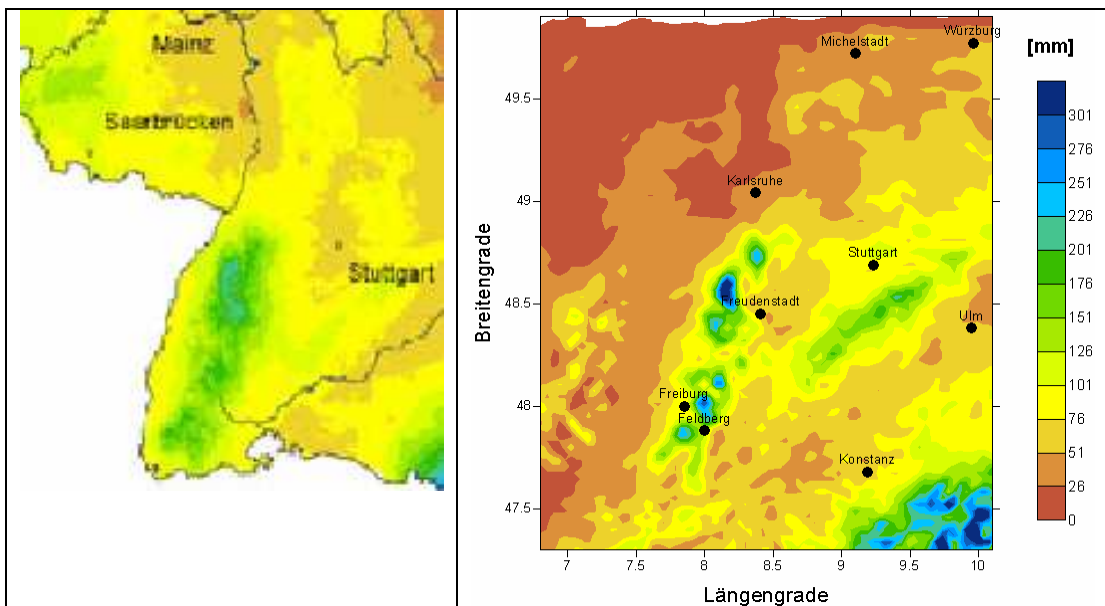 Mainz
Saarbrücken
Stuttgart
Würzburg
Michelstadt
[mm]
49.5
301
276
251
Karlsruhe
226
49
201
Stuttgart
176
Breitengrade
48.5
Freudenstadt
Ulm
151
126
101
Freiburg
48
Feldberg
76
Konstanz
51
26
47.5
0
7
7.5
8
8.5
9
9.5
10
Längengrade